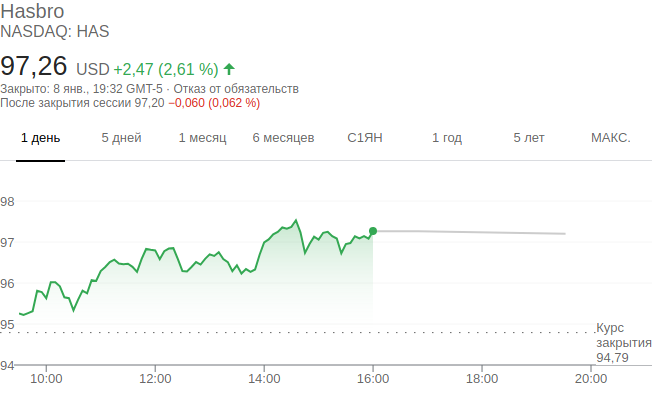 Hasbro
NASDAQ: HAS
97,26 USD +2,47 (2,61 %)
Закрыто: 8 янв., 19:32 GMT-5 · Отказ от обязательств
После закрытия сессии 97,20 −0,060 (0,062 %)
1 день 5 дней 1 месяц 6 месяцев С1ЯН 1 год 5 лет МАКС.
98
97
96
95
Курс
закрытия
94,79
94
10:00 12:00 14:00 16:00 18:00 20:00